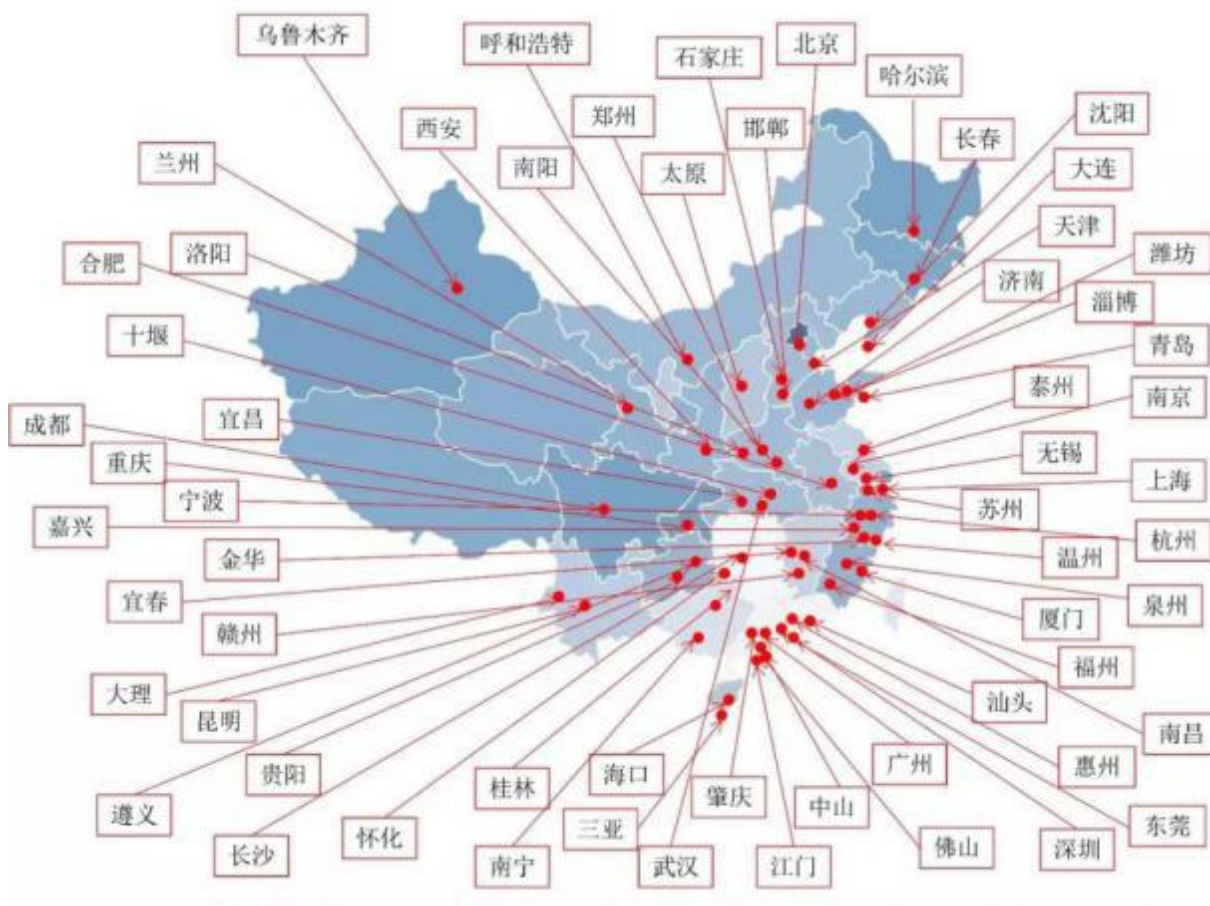 乌鲁木齐
呼和浩特
石家庄
北京
哈尔滨
郑州
西安
邯郸
沈阳
长春
兰州
南阳
太原
大连
天津
潍坊
洛阳
合肥
济南
淄博
十堰
青岛
泰州
南京
宜昌
成都
无锡
重庆
上海
宁波
苏州
嘉兴
杭州
金华
温州
宜春
泉州
赣州
厦门
福州
大理
汕头
昆明
南昌
贵阳
广州
惠州
桂林
海口
遵义
肇庆
中山
怀化
三亚
东莞
长沙
佛山
深圳
南宁
武汉
江门